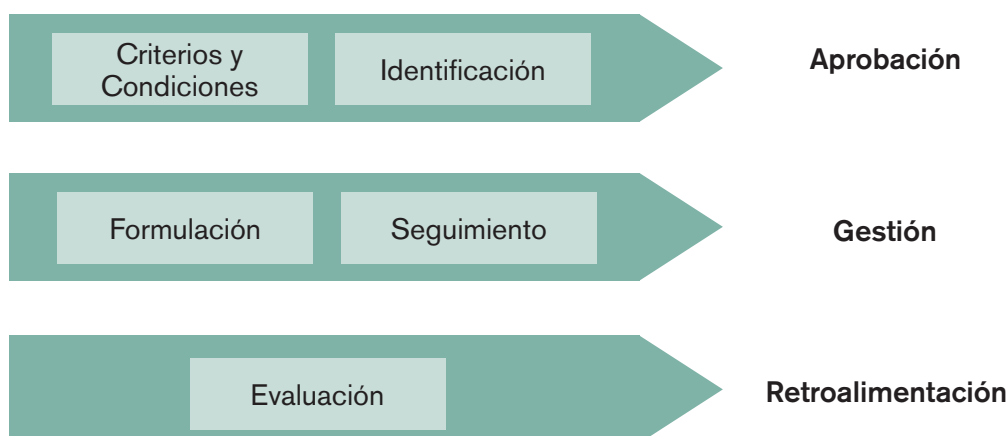 Criterios y
Condiciones
Identificación
Aprobación
Formulación
Seguimiento
Gestión
Evaluación
Retroalimentación